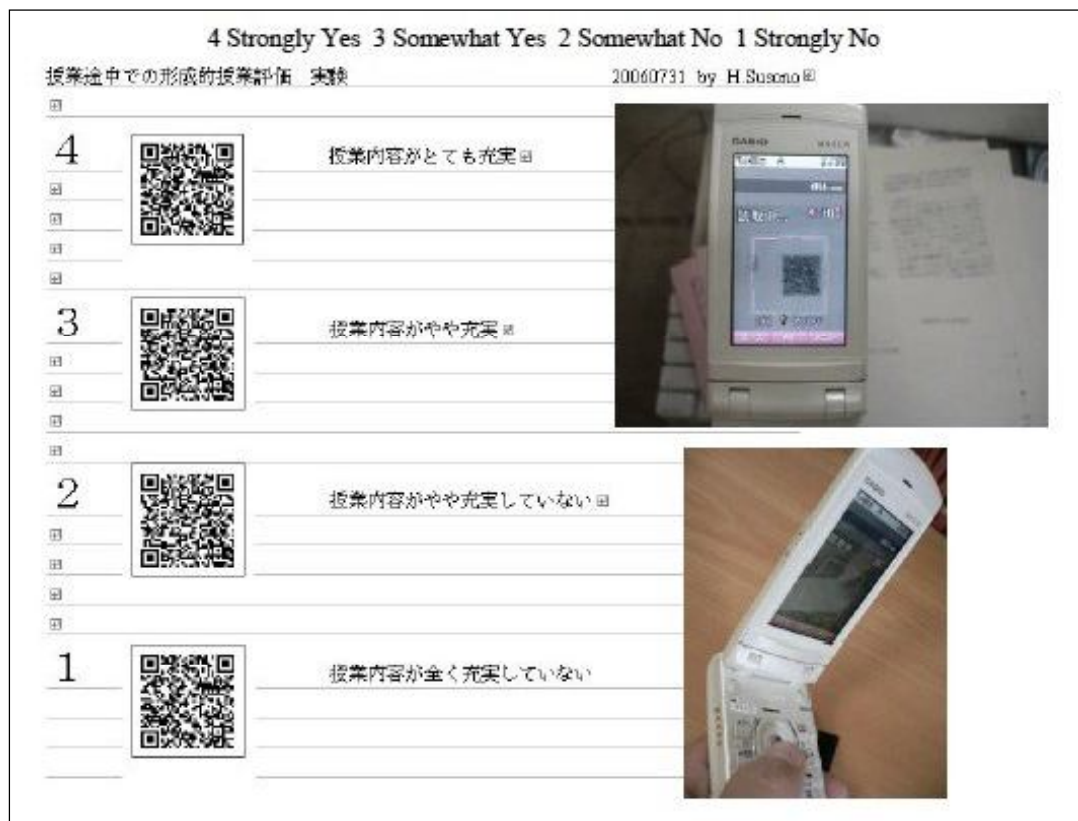 4 Strongly Yes 3 Somewhat Yes 2 Somewhat No 1 Strongly No
授業途中での形成的授業評価 実験 20060731 by H.Susono
4 授業内容がとても充実
CASIO
読取中...
3 授業内容がやや充実
2 授業内容がやや充実していない
CASIO
1 授業内容が全く充実していない